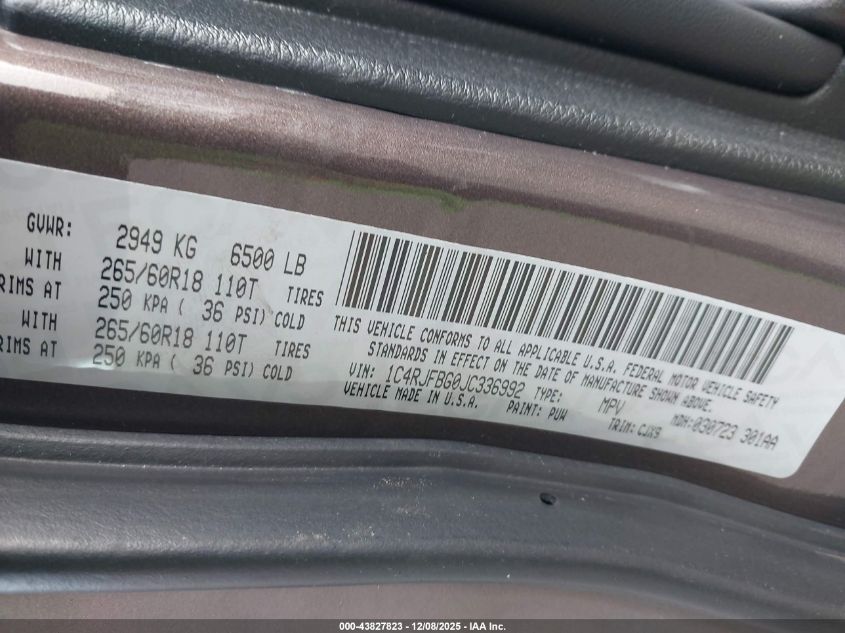 GVWR: 2949 KG 6500 LB
WITH 265/60R18 110T TIRES
RIMS AT 250 KPA ( 36 PSI) COLD
WITH 265/60R18 110T TIRES
RIMS AT 250 KPA ( 36 PSI) COLD
THIS VEHICLE CONFORMS TO ALL APPLICABLE U.S.A. FEDERAL MOTOR VEHICLE SAFETY
STANDARDS IN EFFECT ON THE DATE OF MANUFACTURE SHOWN ABOVE.
VIN: 1C4RJFBG0JC336992 TYPE: MPV MDH:030723 301AA
VEHICLE MADE IN U.S.A. PAINT: PUW TRIM: CJX9
000-43827823 - 12/08/2025 - IAA Inc.